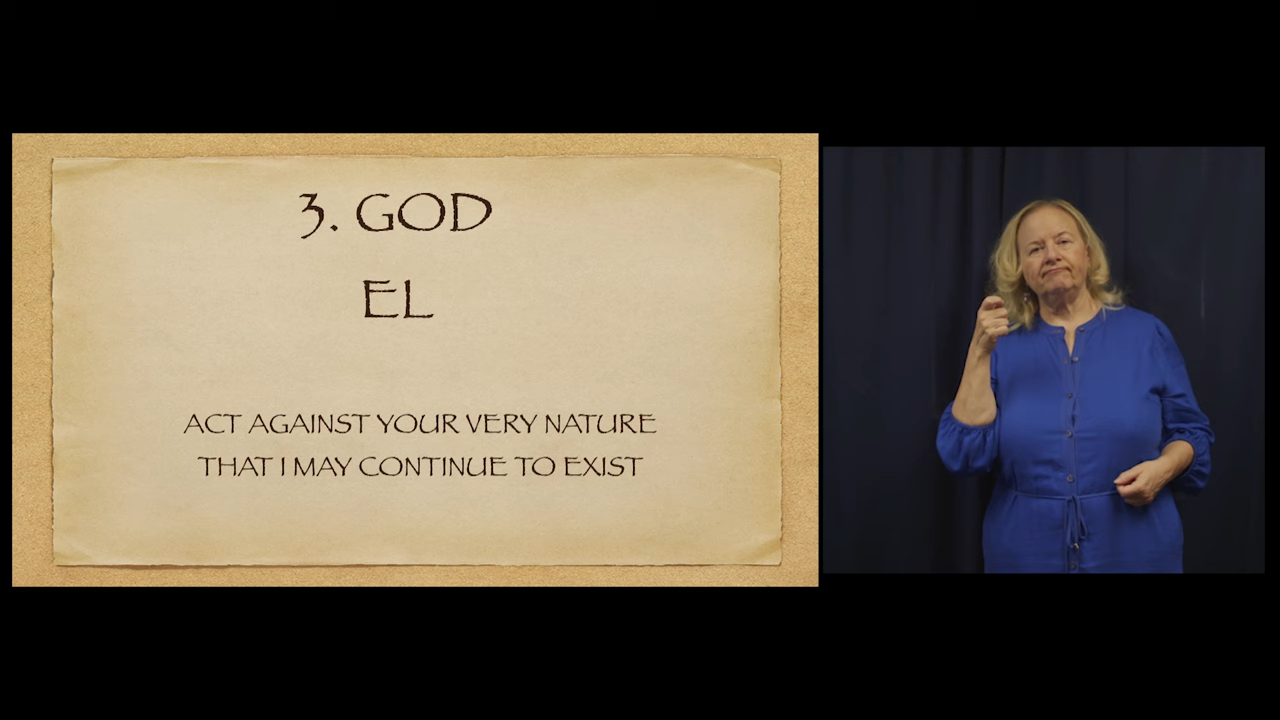 3. GOD
EL
ACT AGAINST YOUR VERY NATURE
THAT I MAY CONTINUE TO EXIST